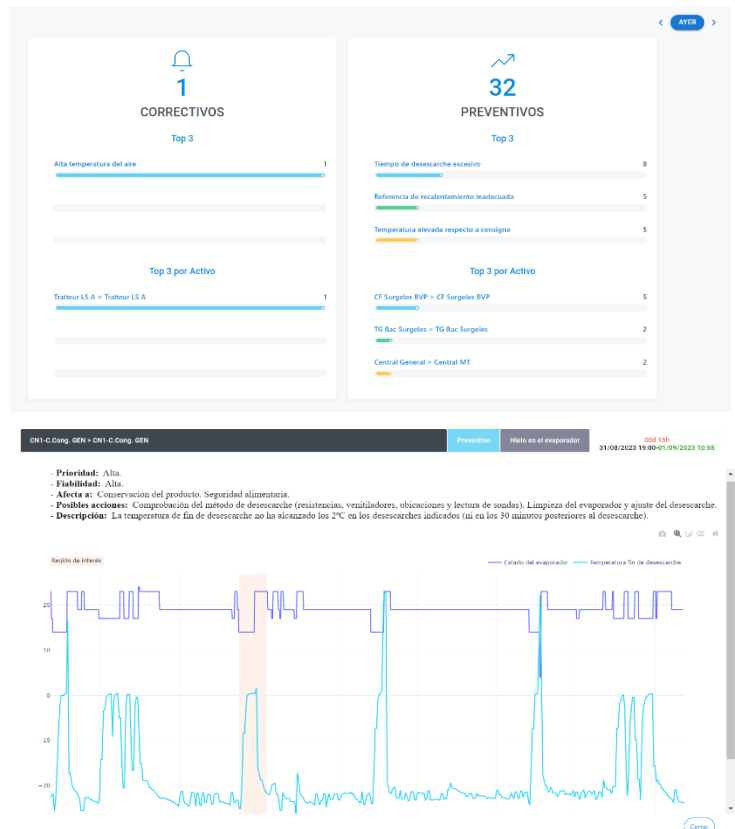 AYER
1
CORRECTIVOS
Top 3
Alta temperatura del aire 1
Top 3 por Activo
Traiteur LS A > Traiteur LS A 1
32
PREVENTIVOS
Top 3
Tiempo de desescarche excesivo 8
Referencia de recalentamiento inadecuada 5
Temperatura elevada respecto a consigna 5
Top 3 por Activo
CF Surgeles BVP > CF Surgeles BVP 5
TG Bac Surgeles > TG Bac Surgeles 2
Central General > Central MT 2
CN1-C.Cong. GEN > CN1-C.Cong. GEN Preventivo Hielo en el evaporador 00d 15h
31/08/2023 19:00-01/09/2023 10:55
- Prioridad: Alta.
- Fiabilidad: Alta.
- Afecta a: Conservación del producto. Seguridad alimentaria.
- Posibles acciones: Comprobación del método de desescarche (resistencias, ventiladores, ubicaciones y lectura de sondas). Limpieza del evaporador y ajuste del desescarche.
- Descripción: La temperatura de fin de desescarche no ha alcanzado los 2ºC en los desescarches indicados (ni en los 30 minutos posteriores al desescarche).
Región de interés
Estado del evaporador Temperatura fin de desescarche
20
10
0
10
−20
Cerrar